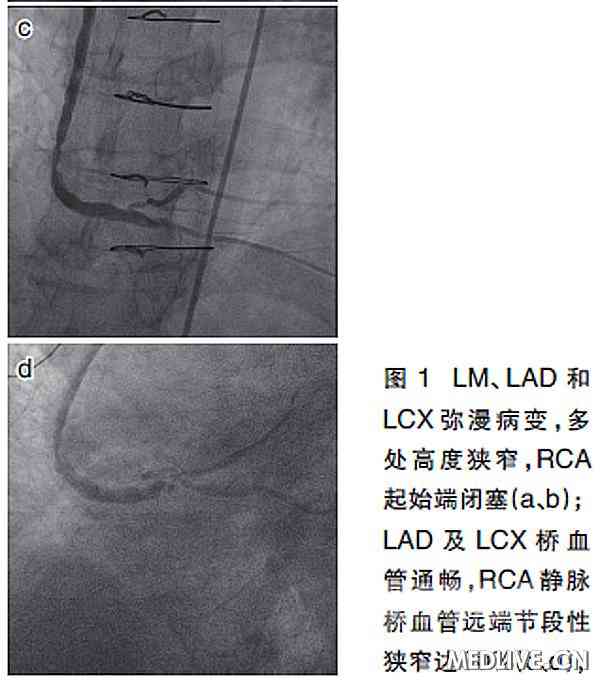 c
d
图 1 LM、LAD 和
LCX 弥漫病变,多
处高度狭窄,RCA
起始端闭塞(a、b);
LAD 及 LCX 桥血
管通畅,RCA 静脉
桥血管远端节段性
狭窄达
MEDLIVE.CN